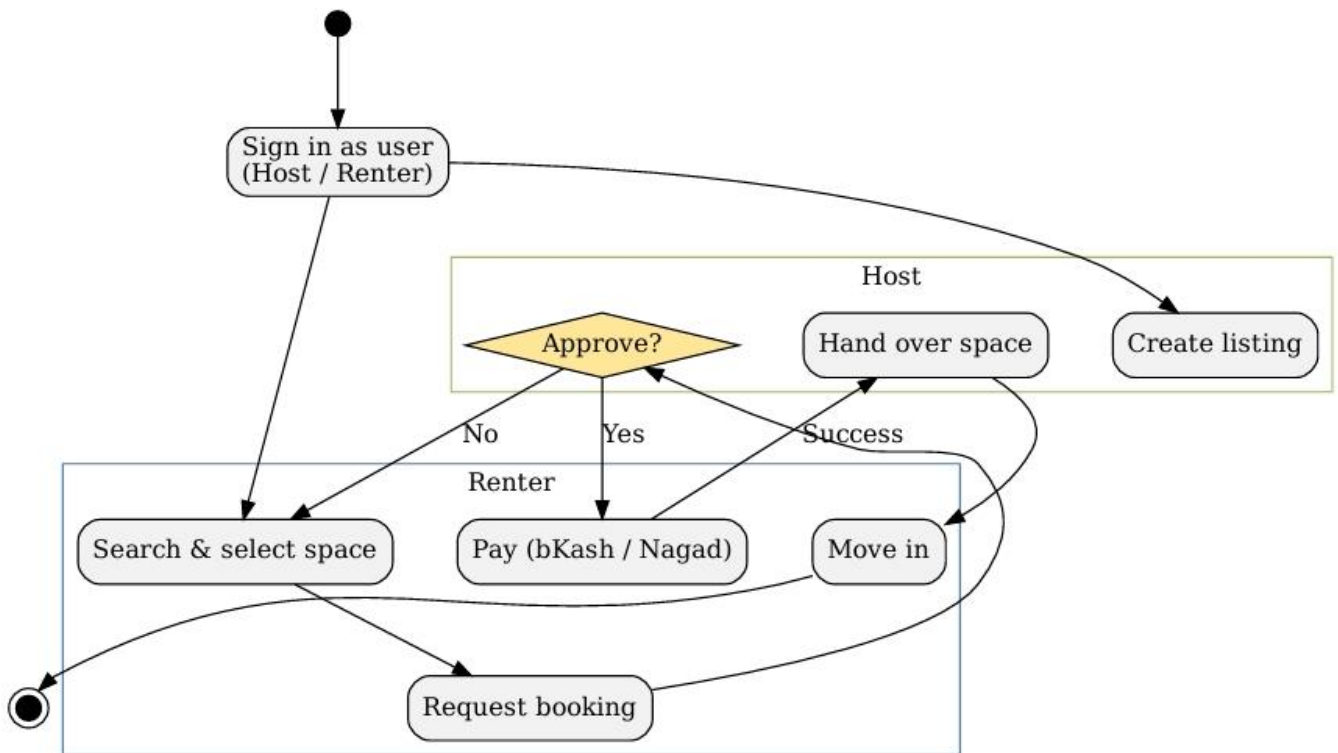 Sign in as user
(Host / Renter)
Host
Approve?
Hand over space
Create listing
No
Yes
Success
Renter
Search & select space
Pay (bKash / Nagad)
Move in
Request booking